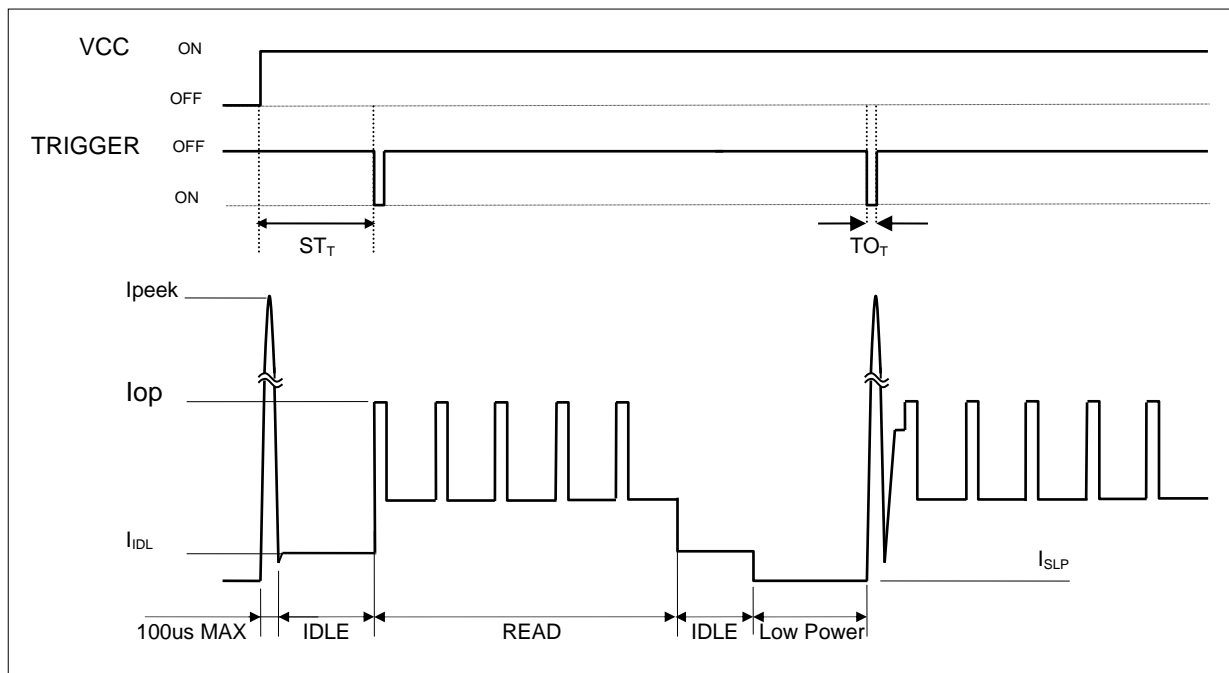 VCC ON
OFF
TRIGGER OFF
ON
STT
TOT
Ipeek
Iop
IIDL
ISLP
100us MAX IDLE READ IDLE Low Power